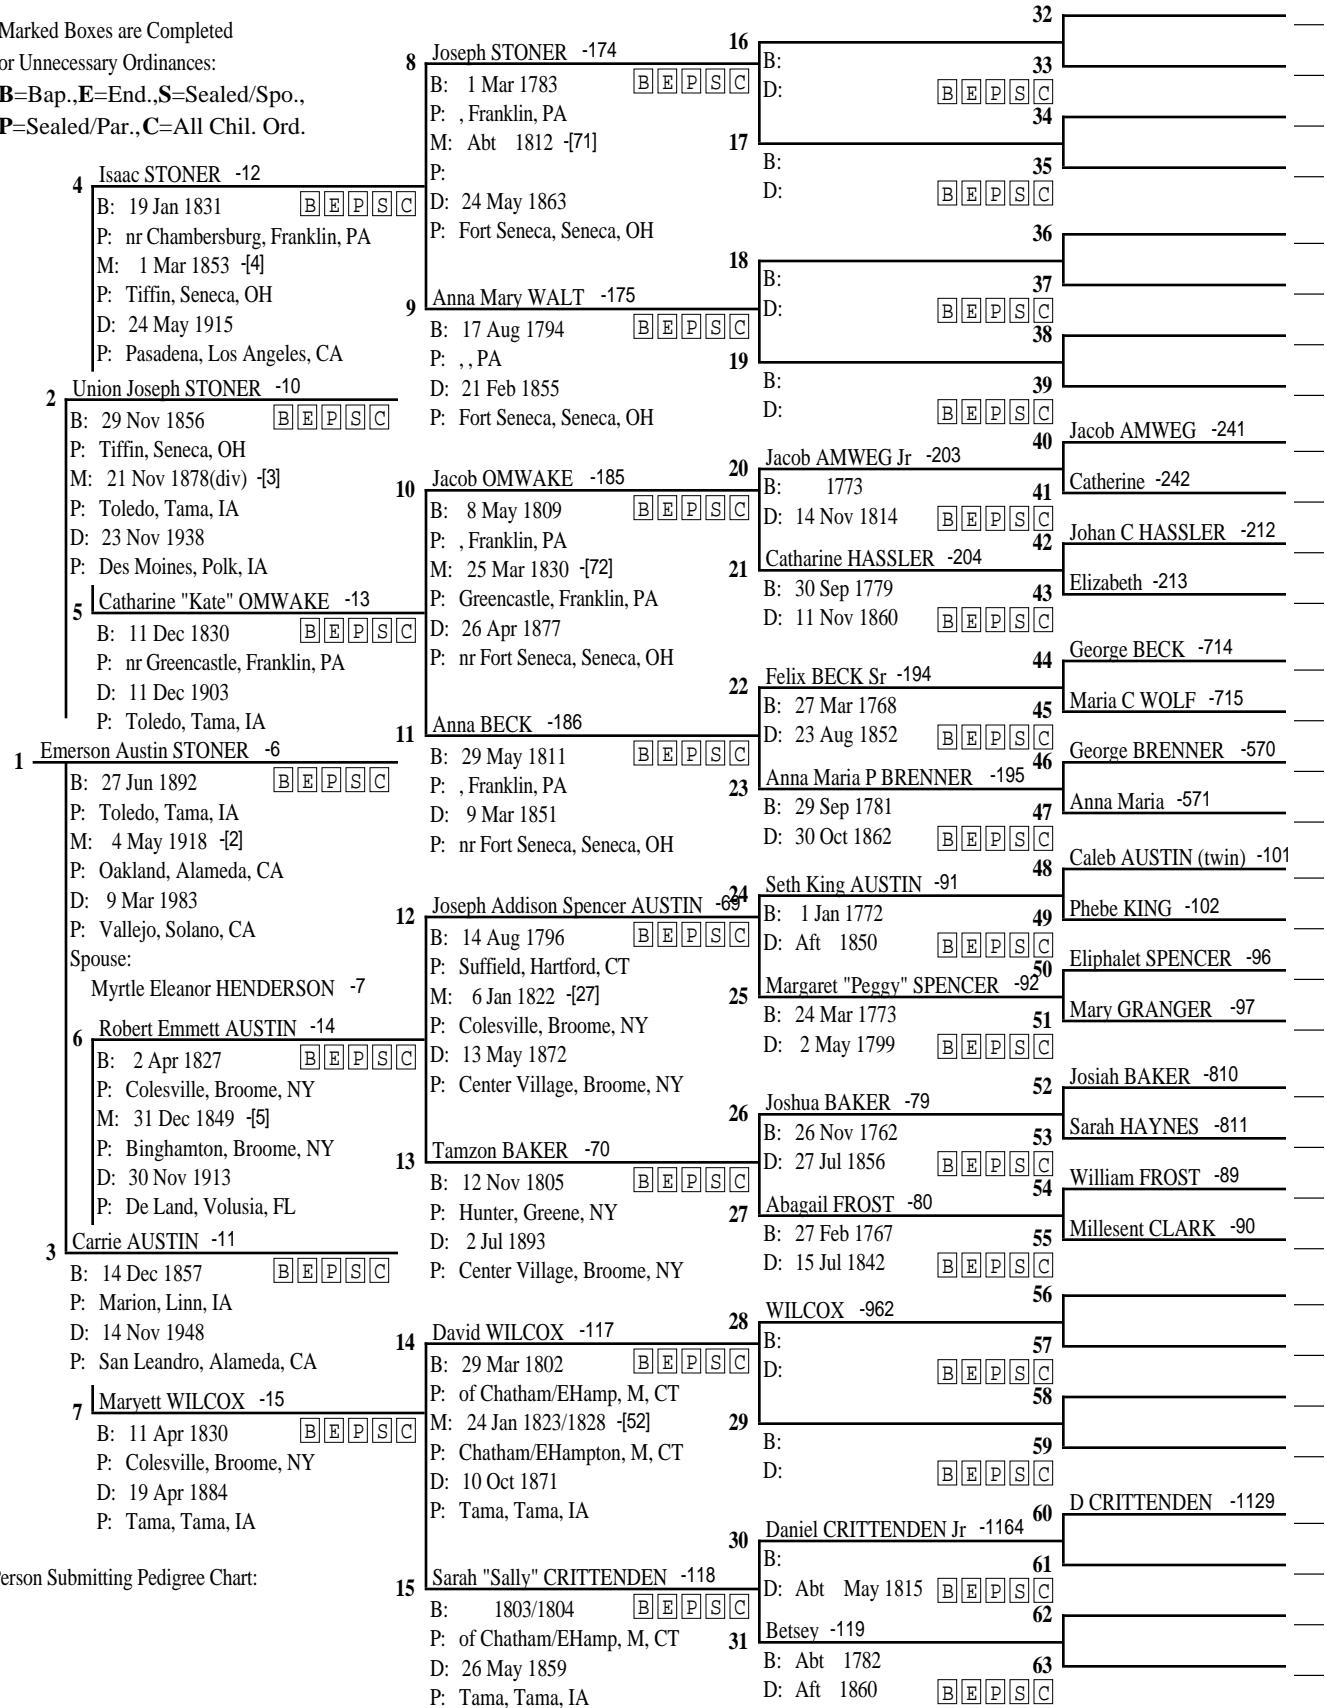 Marked Boxes are Completed
or Unnecessary Ordinances:
B=Bap.,E=End.,S=Sealed/Spo.,
P=Sealed/Par.,C=All Chil. Ord.
1 Emerson Austin STONER -6
B: 27 Jun 1892 B E P S C
P: Toledo, Tama, IA
M: 4 May 1918 -[2]
P: Oakland, Alameda, CA
D: 9 Mar 1983
P: Vallejo, Solano, CA
Spouse:
Myrtle Eleanor HENDERSON -7
2 Union Joseph STONER -10
B: 29 Nov 1856 B E P S C
P: Tiffin, Seneca, OH
M: 21 Nov 1878(div) -[3]
P: Toledo, Tama, IA
D: 23 Nov 1938
P: Des Moines, Polk, IA
3 Carrie AUSTIN -11
B: 14 Dec 1857 B E P S C
P: Marion, Linn, IA
D: 14 Nov 1948
P: San Leandro, Alameda, CA
4 Isaac STONER -12
B: 19 Jan 1831 B E P S C
P: nr Chambersburg, Franklin, PA
M: 1 Mar 1853 -[4]
P: Tiffin, Seneca, OH
D: 24 May 1915
P: Pasadena, Los Angeles, CA
5 Catharine "Kate" OMWAKE -13
B: 11 Dec 1830 B E P S C
P: nr Greencastle, Franklin, PA
D: 11 Dec 1903
P: Toledo, Tama, IA
6 Robert Emmett AUSTIN -14
B: 2 Apr 1827 B E P S C
P: Colesville, Broome, NY
M: 31 Dec 1849 -[5]
P: Binghamton, Broome, NY
D: 30 Nov 1913
P: De Land, Volusia, FL
7 Maryett WILCOX -15
B: 11 Apr 1830 B E P S C
P: Colesville, Broome, NY
D: 19 Apr 1884
P: Tama, Tama, IA
erson Submitting Pedigree Chart:
8 Joseph STONER -174
B: 1 Mar 1783 B E P S C
P: , Franklin, PA
M: Abt 1812 -[71]
P:
D: 24 May 1863
P: Fort Seneca, Seneca, OH
9 Anna Mary WALT -175
B: 17 Aug 1794 B E P S C
P: , , PA
D: 21 Feb 1855
P: Fort Seneca, Seneca, OH
10 Jacob OMWAKE -185
B: 8 May 1809 B E P S C
P: , Franklin, PA
M: 25 Mar 1830 -[72]
P: Greencastle, Franklin, PA
D: 26 Apr 1877
P: nr Fort Seneca, Seneca, OH
11 Anna BECK -186
B: 29 May 1811 B E P S C
P: , Franklin, PA
D: 9 Mar 1851
P: nr Fort Seneca, Seneca, OH
12 Joseph Addison Spencer AUSTIN -69
B: 14 Aug 1796 B E P S C
P: Suffield, Hartford, CT
M: 6 Jan 1822 -[27]
P: Colesville, Broome, NY
D: 13 May 1872
P: Center Village, Broome, NY
13 Tamzon BAKER -70
B: 12 Nov 1805 B E P S C
P: Hunter, Greene, NY
D: 2 Jul 1893
P: Center Village, Broome, NY
14 David WILCOX -117
B: 29 Mar 1802 B E P S C
P: of Chatham/EHamp, M, CT
M: 24 Jan 1823/1828 -[52]
P: Chatham/EHampton, M, CT
D: 10 Oct 1871
P: Tama, Tama, IA
15 Sarah "Sally" CRITTENDEN -118
B: 1803/1804 B E P S C
P: of Chatham/EHamp, M, CT
D: 26 May 1859
P: Tama, Tama, IA
16
B:
D: B E P S C
17
B:
D: B E P S C
18
B:
D: B E P S C
19
B:
D: B E P S C
20 Jacob AMWEG Jr -203
B: 1773
D: 14 Nov 1814 B E P S C
21 Catharine HASSLER -204
B: 30 Sep 1779
D: 11 Nov 1860 B E P S C
22 Felix BECK Sr -194
B: 27 Mar 1768
D: 23 Aug 1852 B E P S C
23 Anna Maria P BRENNER -195
B: 29 Sep 1781
D: 30 Oct 1862 B E P S C
24 Seth King AUSTIN -91
B: 1 Jan 1772
D: Aft 1850 B E P S C
25 Margaret "Peggy" SPENCER -92
B: 24 Mar 1773
D: 2 May 1799 B E P S C
26 Joshua BAKER -79
B: 26 Nov 1762
D: 27 Jul 1856 B E P S C
27 Abagail FROST -80
B: 27 Feb 1767
D: 15 Jul 1842 B E P S C
28 WILCOX -962
B:
D: B E P S C
29
B:
D: B E P S C
30 Daniel CRITTENDEN Jr -1164
B:
D: Abt May 1815 B E P S C
31 Betsey -119
B: Abt 1782
D: Aft 1860 B E P S C
32
33
34
35
36
37
38
39
40 Jacob AMWEG -241
41 Catherine -242
42 Johan C HASSLER -212
43 Elizabeth -213
44 George BECK -714
45 Maria C WOLF -715
46 George BRENNER -570
47 Anna Maria -571
48 Caleb AUSTIN (twin) -101
49 Phebe KING -102
50 Eliphalet SPENCER -96
51 Mary GRANGER -97
52 Josiah BAKER -810
53 Sarah HAYNES -811
54 William FROST -89
55 Millesent CLARK -90
56
57
58
59
60 D CRITTENDEN -1129
61
62
63